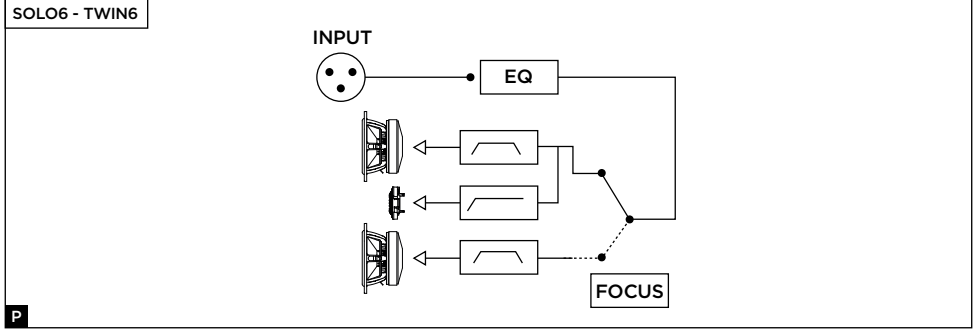 SOLO6 - TWIN6
INPUT
EQ
FOCUS
P